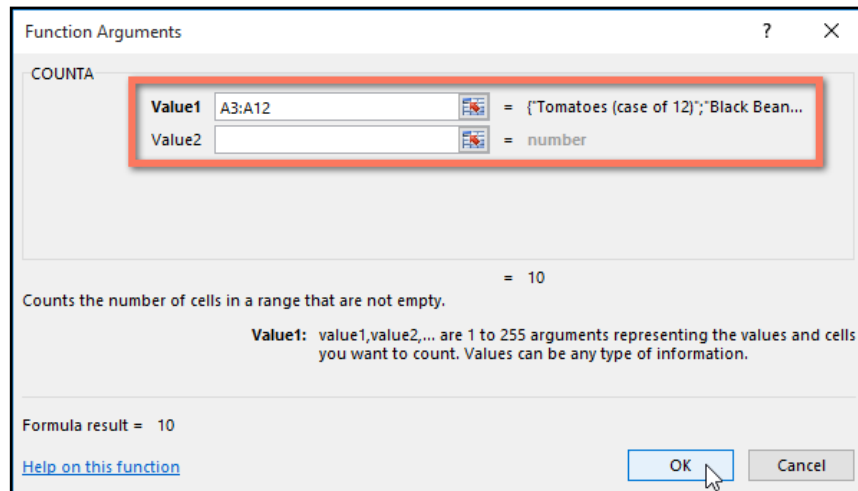 Function Arguments ? ×
COUNTA
Value1 A3:A12 = {"Tomatoes (case of 12)";"Black Bean...
Value2 = number
= 10
Counts the number of cells in a range that are not empty.
Value1: value1,value2,... are 1 to 255 arguments representing the values and cells
you want to count. Values can be any type of information.
Formula result = 10
Help on this function OK Cancel